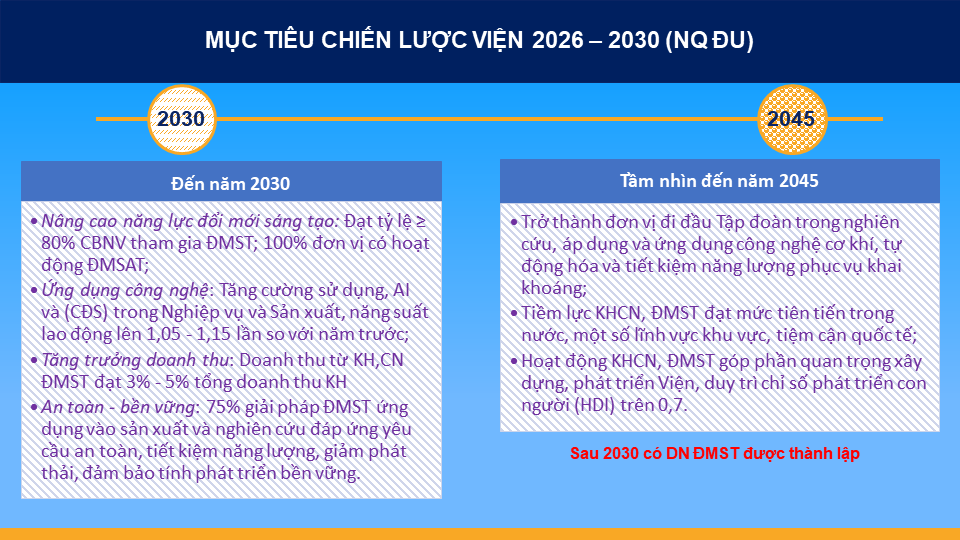 MỤC TIÊU CHIẾN LƯỢC VIỆN 2026 – 2030 (NQ ĐU)
2030
2045
Đến năm 2030
• Nâng cao năng lực đổi mới sáng tạo: Đạt tỷ lệ ≥
80% CBNV tham gia ĐMST; 100% đơn vị có hoạt
động ĐMSAT;
• Ứng dụng công nghệ: Tăng cường sử dụng, AI
và (CĐS) trong Nghiệp vụ và Sản xuất, năng suất
lao động lên 1,05 - 1,15 lần so với năm trước;
• Tăng trưởng doanh thu: Doanh thu từ KH,CN
ĐMST đạt 3% - 5% tổng doanh thu KH
• An toàn - bền vững: 75% giải pháp ĐMST ứng
dụng vào sản xuất và nghiên cứu đáp ứng yêu
cầu an toàn, tiết kiệm năng lượng, giảm phát
thải, đảm bảo tính phát triển bền vững.
Tầm nhìn đến năm 2045
• Trở thành đơn vị đi đầu Tập đoàn trong nghiên
cứu, áp dụng và ứng dụng công nghệ cơ khí, tự
động hóa và tiết kiệm năng lượng phục vụ khai
khoáng;
• Tiềm lực KHCN, ĐMST đạt mức tiên tiến trong
nước, một số lĩnh vực khu vực, tiệm cận quốc tế;
• Hoạt động KHCN, ĐMST góp phần quan trọng xây
dựng, phát triển Viện, duy trì chỉ số phát triển con
người (HDI) trên 0,7.
Sau 2030 có DN ĐMST được thành lập